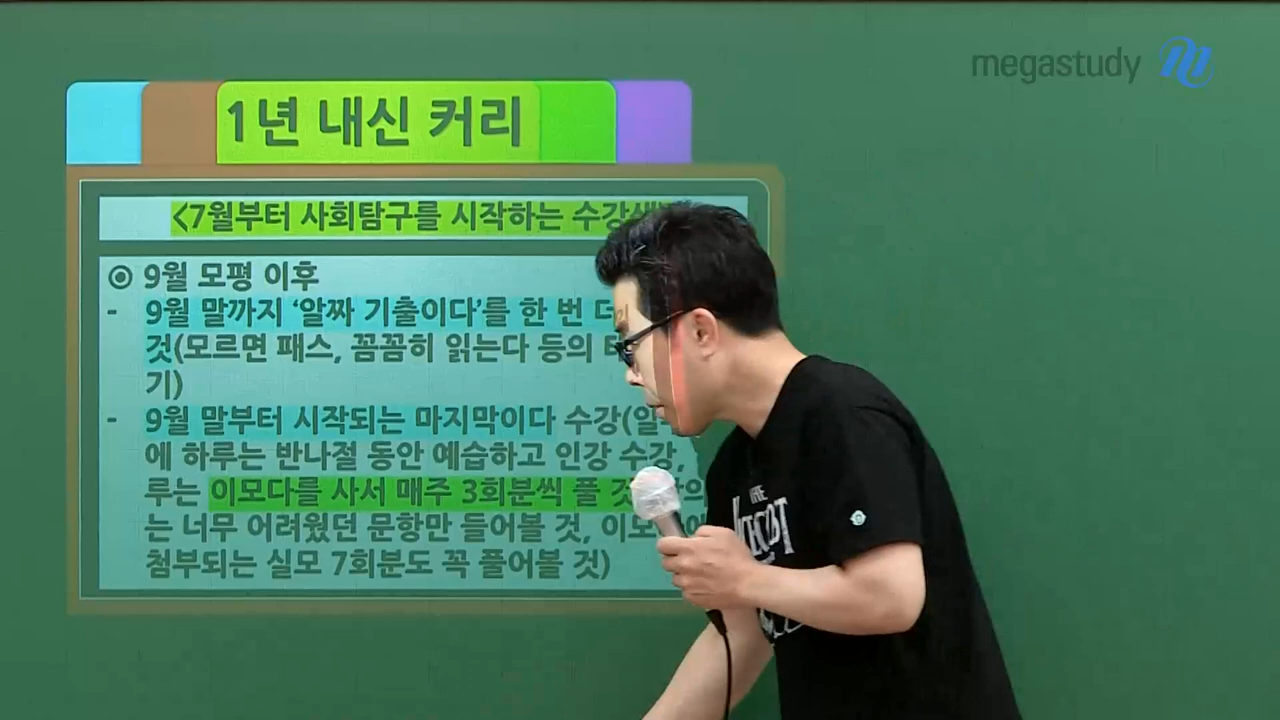 megastudy
1년 내신 커리
<7월부터 사회탐구를 시작하는 수강생
◎ 9월 모평 이후
- 9월 말까지 '알짜 기출이다'를 한 번 더
것(모르면 패스, 꼼꼼히 읽는다 등의
기)
- 9월 말부터 시작되는 마지막이다 수강(일
에 하루는 반나절 동안 예습하고 인강 수강,
루는 이모다를 사서 매주 3회분씩 풀 것
는 너무 어려웠던 문항만 들어볼 것, 이모
첨부되는 실모 7회분도 꼭 풀어볼 것)